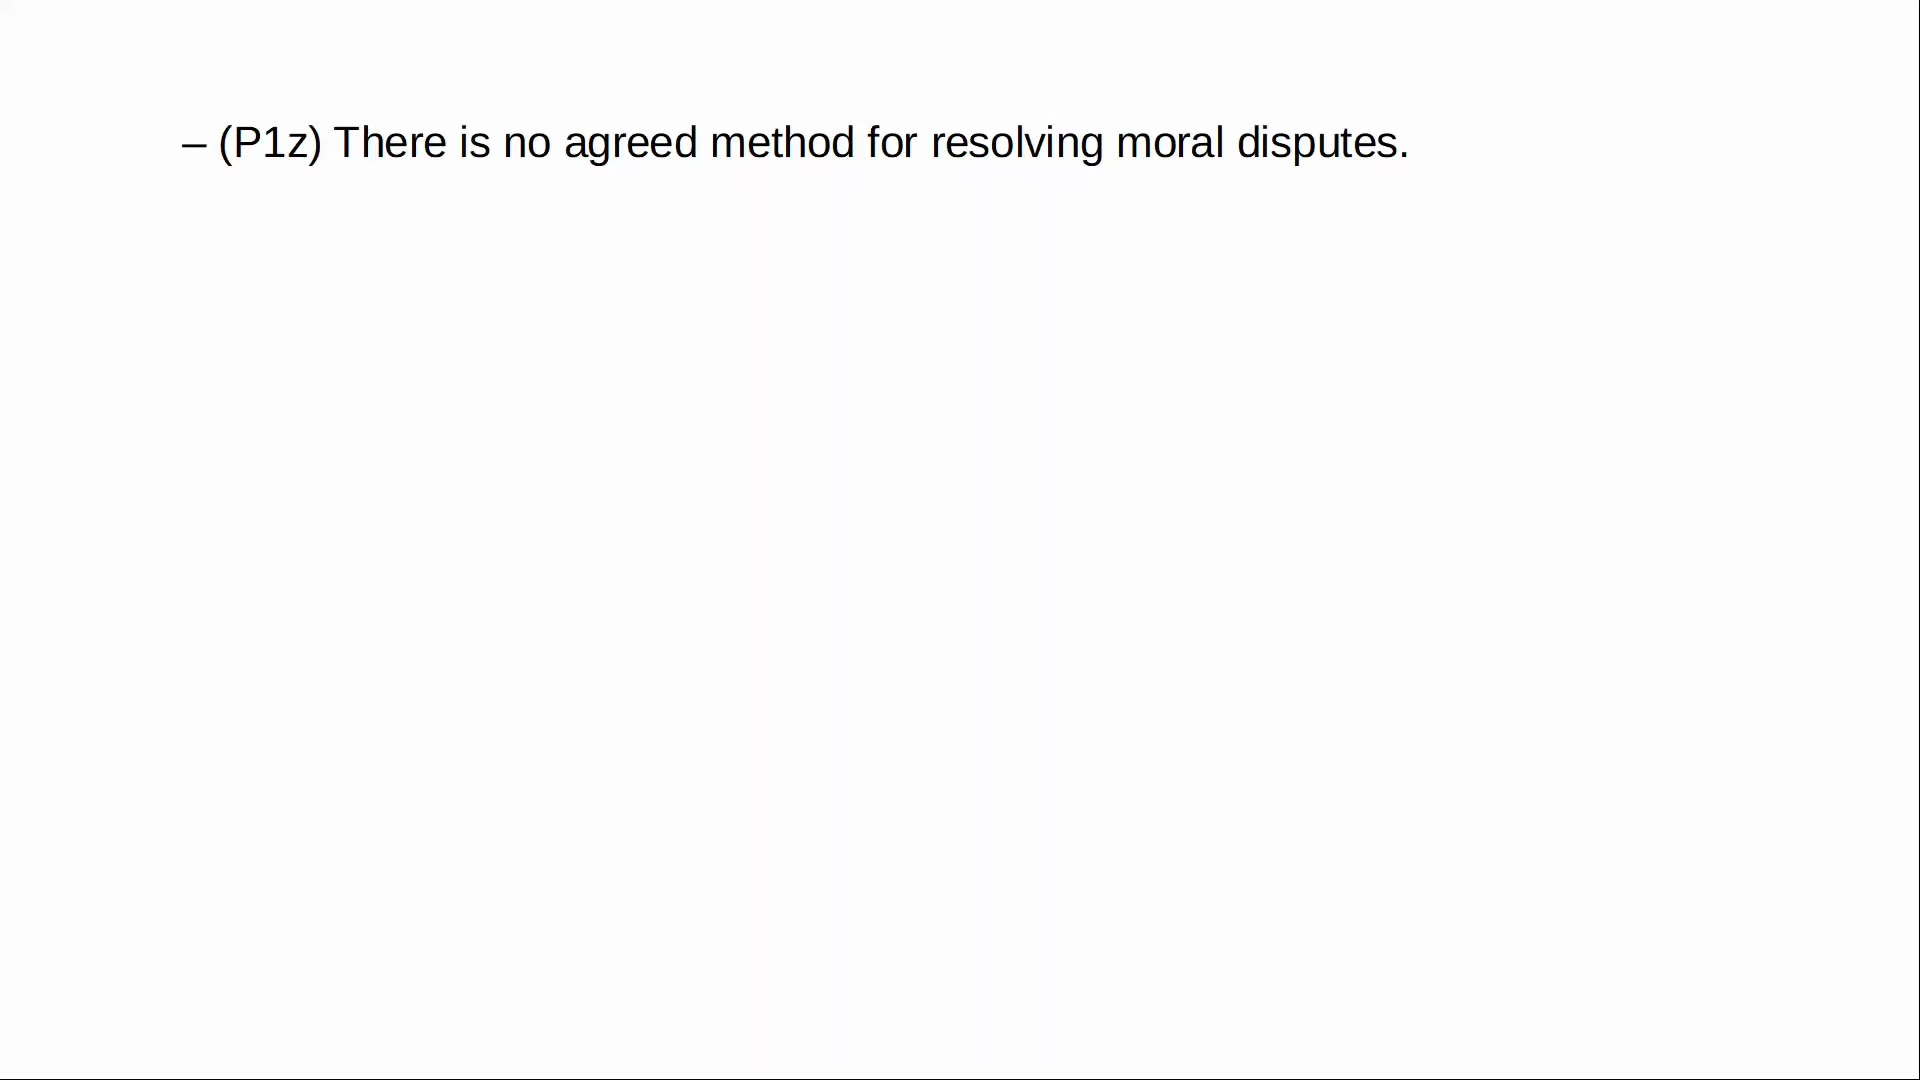 – (P1z) There is no agreed method for resolving moral disputes.